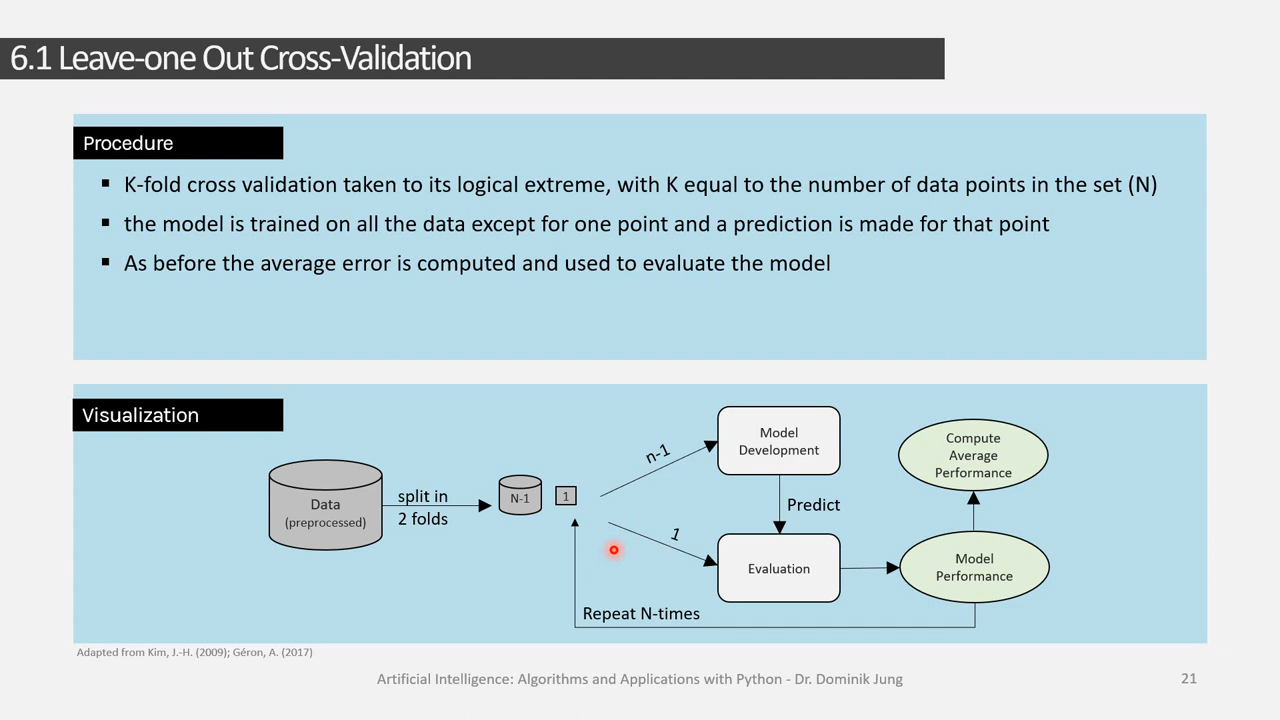 6.1 Leave-one Out Cross-Validation
Procedure
▪ K-fold cross validation taken to its logical extreme, with K equal to the number of data points in the set (N)
▪ the model is trained on all the data except for one point and a prediction is made for that point
▪ As before the average error is computed and used to evaluate the model
Visualization
Data
(preprocessed)
split in
2 folds
N-1
1
n-1
1
Model
Development
Predict
Evaluation
Compute
Average
Performance
Model
Performance
Repeat N-times
Adapted from Kim, J.-H. (2009); Géron, A. (2017)
Artificial Intelligence: Algorithms and Applications with Python - Dr. Dominik Jung
21